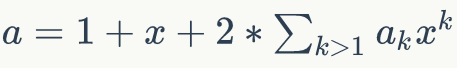 a = 1 + x + 2 * ∑_{k>1} a_k x^k